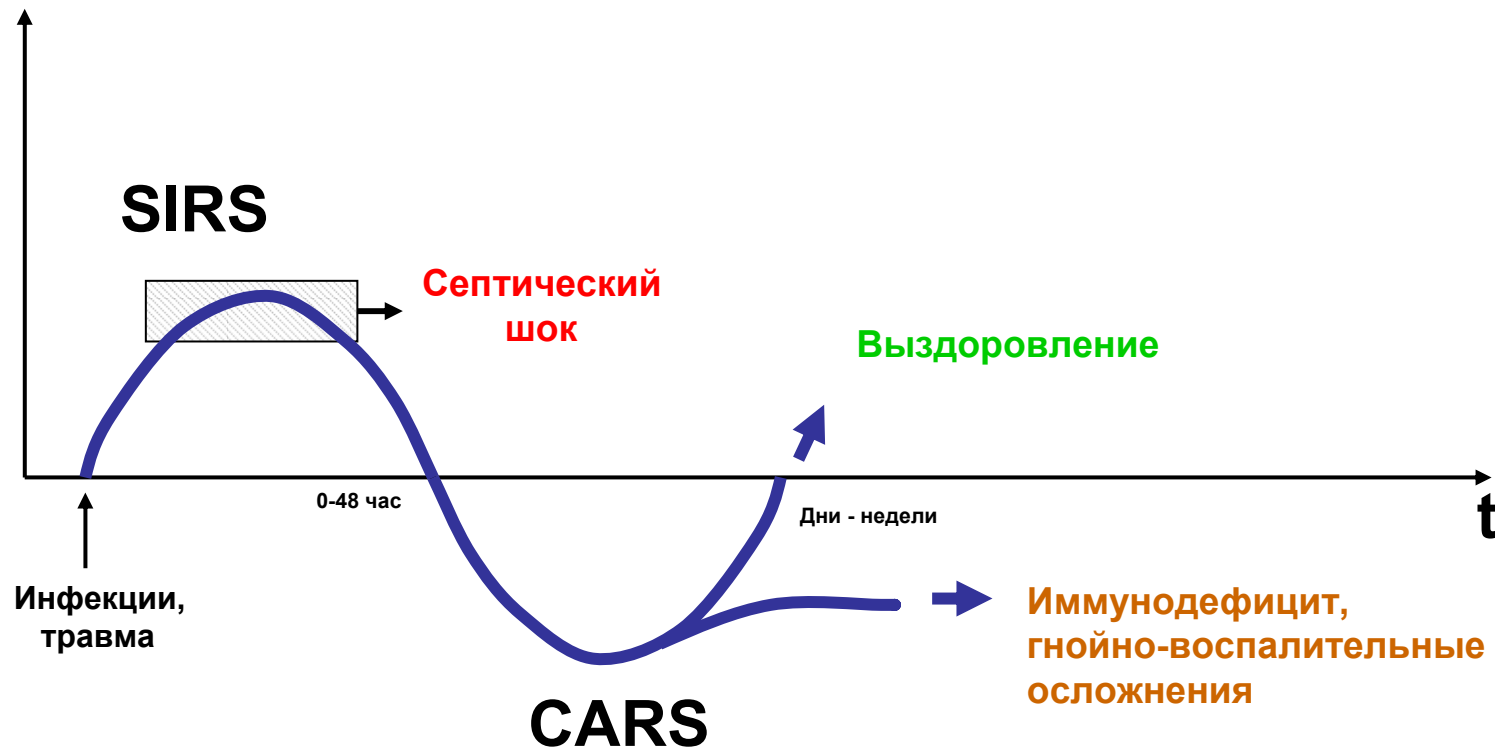 SIRS
Септический
шок
Выздоровление
0-48 час
Дни - недели
t
Инфекции,
травма
Иммунодефицит,
гнойно-воспалительные
осложнения
CARS